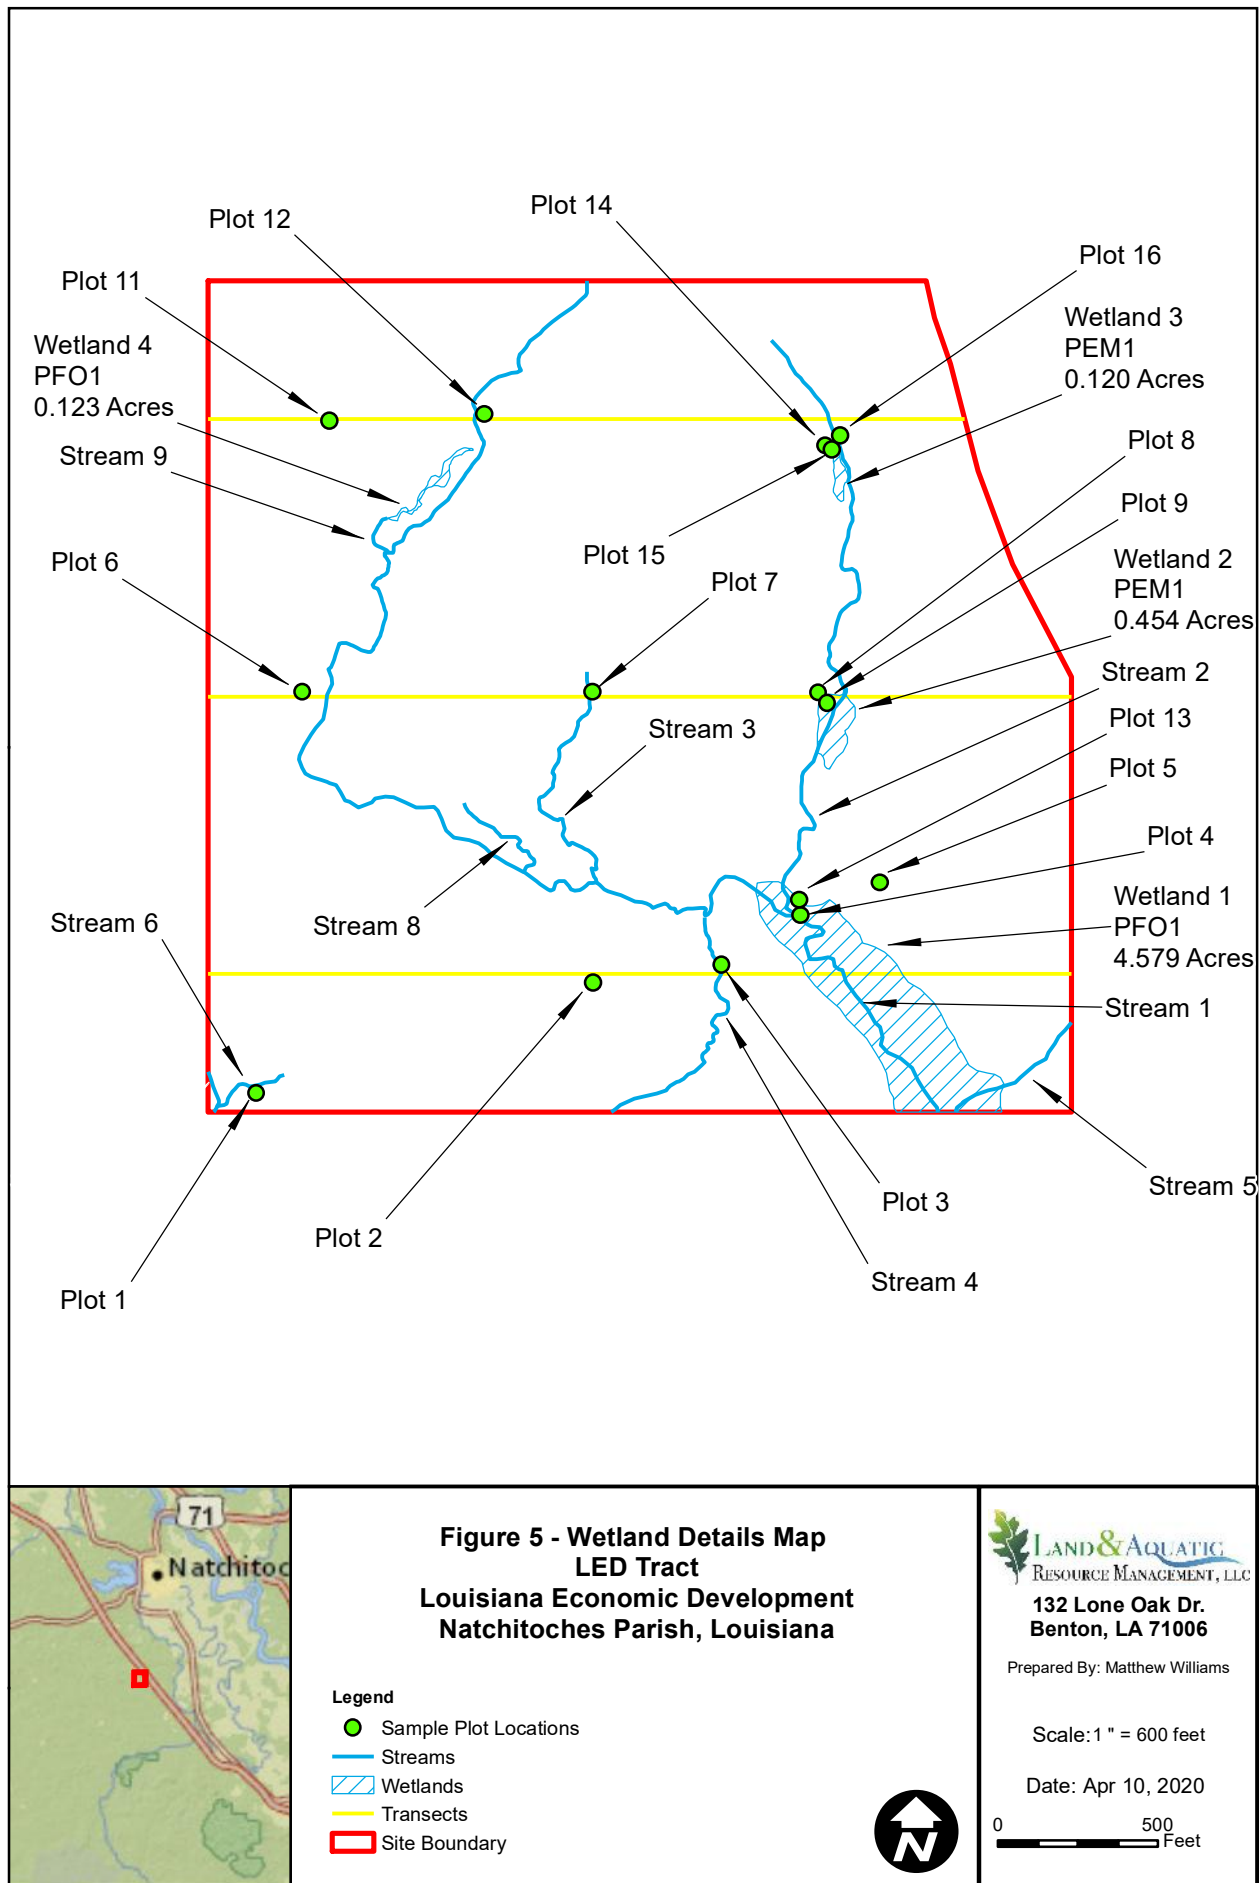 Plot 14
Plot 12
Plot 16
Plot 11
Wetland 3
PEM1
0.120 Acres
Wetland 4
PFO1
0.123 Acres
Plot 8
Stream 9
Plot 9
Plot 15
Plot 6
Wetland 2
PEM1
0.454 Acres
Plot 7
Stream 2
Plot 13
Stream 3
Plot 5
Plot 4
Wetland 1
PFO1
4.579 Acres
Stream 6
Stream 8
Stream 1
Stream 5
Plot 3
Plot 2
Stream 4
Plot 1
71
Natchitoc
Figure 5 - Wetland Details Map
LED Tract
Louisiana Economic Development
Natchitoches Parish, Louisiana
Legend
Sample Plot Locations
Streams
Wetlands
Transects
Site Boundary
N
LAND & AQUATIC
RESOURCE MANAGEMENT, LLC
132 Lone Oak Dr.
Benton, LA 71006
Prepared By: Matthew Williams
Scale: 1 " = 600 feet
Date: Apr 10, 2020
0 500
Feet